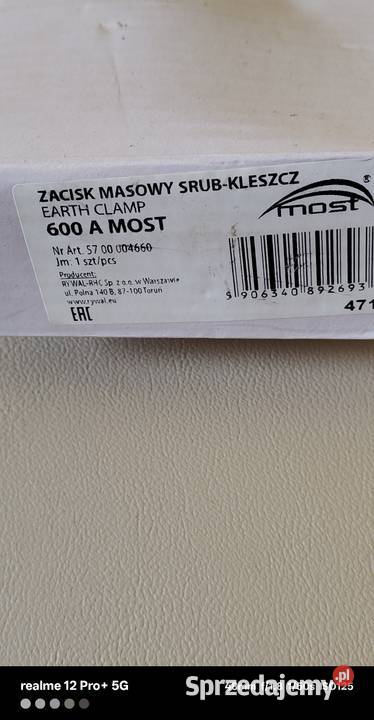 ZACISK MASOWY SRUB-KLESZCZ
EARTH CLAMP
600 A MOST
most
®
Nr Art. 57 00 004660
Jm: 1 szt/pcs
Producent:
RYWAL-RHC Sp. z o.o. w Warszawie
ul. Polna 140 B, 87-100 Toruń
www.rywal.eu
EAC
5 906340 892693
471
realme 12 Pro+ 5G
Sprzedajemy.pl